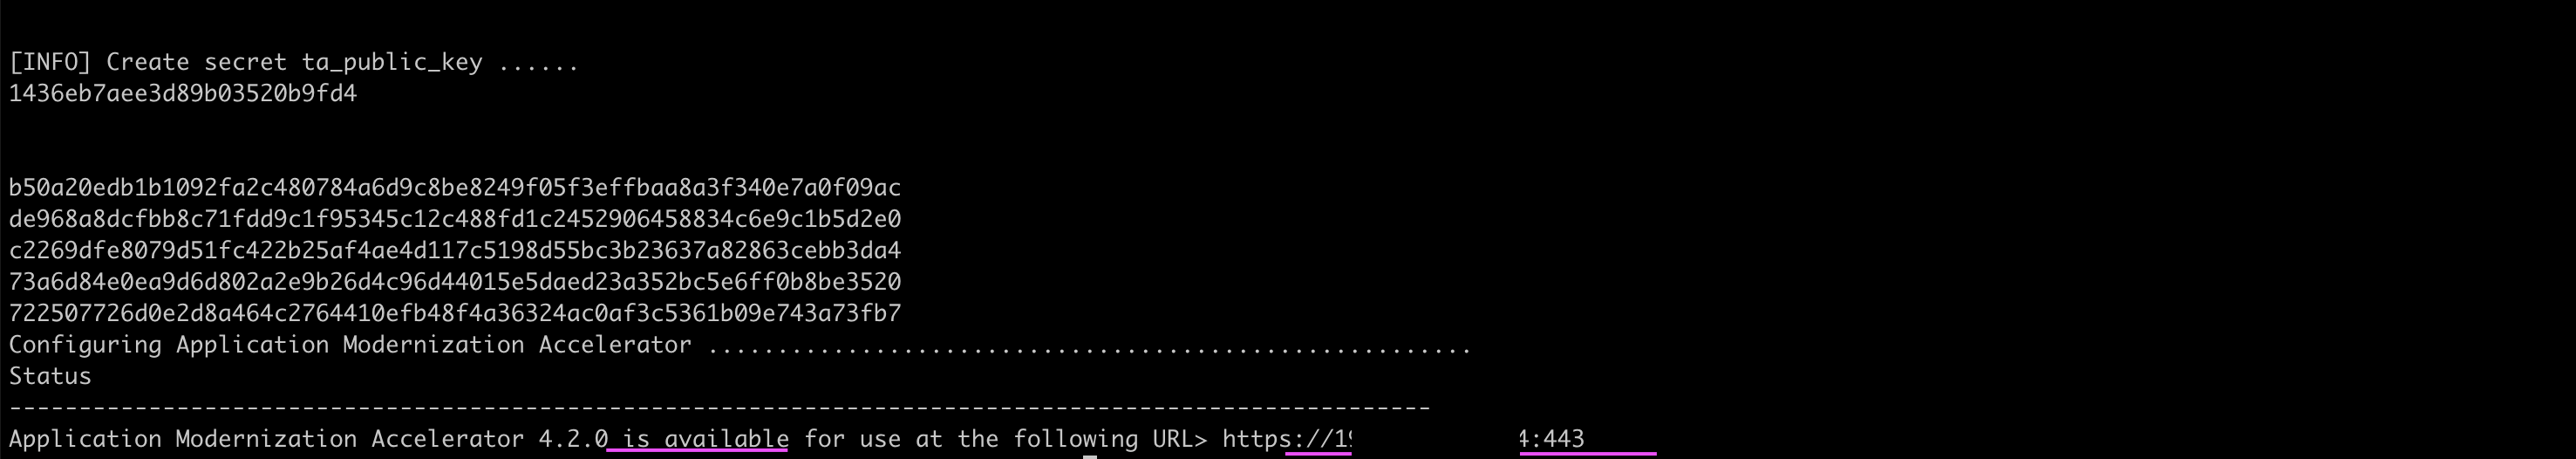 [INFO] Create secret ta_public_key ......
1436eb7aee3d89b03520b9fd4
b50a20edb1b1092fa2c480784a6d9c8be8249f05f3effbaa8a3f340e7a0f09ac
de968a8dcfbb8c71fdd9c1f95345c12c488fd1c2452906458834c6e9c1b5d2e0
c2269dfe8079d51fc422b25af4ae4d117c5198d55bc3b23637a82863cebb3da4
73a6d84e0ea9d6d802a2e9b26d4c96d44015e5daed23a352bc5e6ff0b8be3520
722507726d0e2d8a464c2764410efb48f4a36324ac0af3c5361b09e743a73fb7
Configuring Application Modernization Accelerator .......................................................
Status
------------------------------------------------------------------------------------------------------
Application Modernization Accelerator 4.2.0 is available for use at the following URL> https://1 4:443